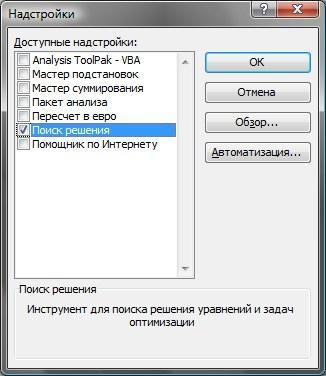 Надстройки
Доступные надстройки:
Analysis ToolPak - VBA
Мастер подстановок
Мастер суммирования
Пакет анализа
Пересчет в евро
Поиск решения
Помощник по Интернету
ОК
Отмена
Обзор...
Автоматизация...
Поиск решения
Инструмент для поиска решения уравнений и задач
оптимизации